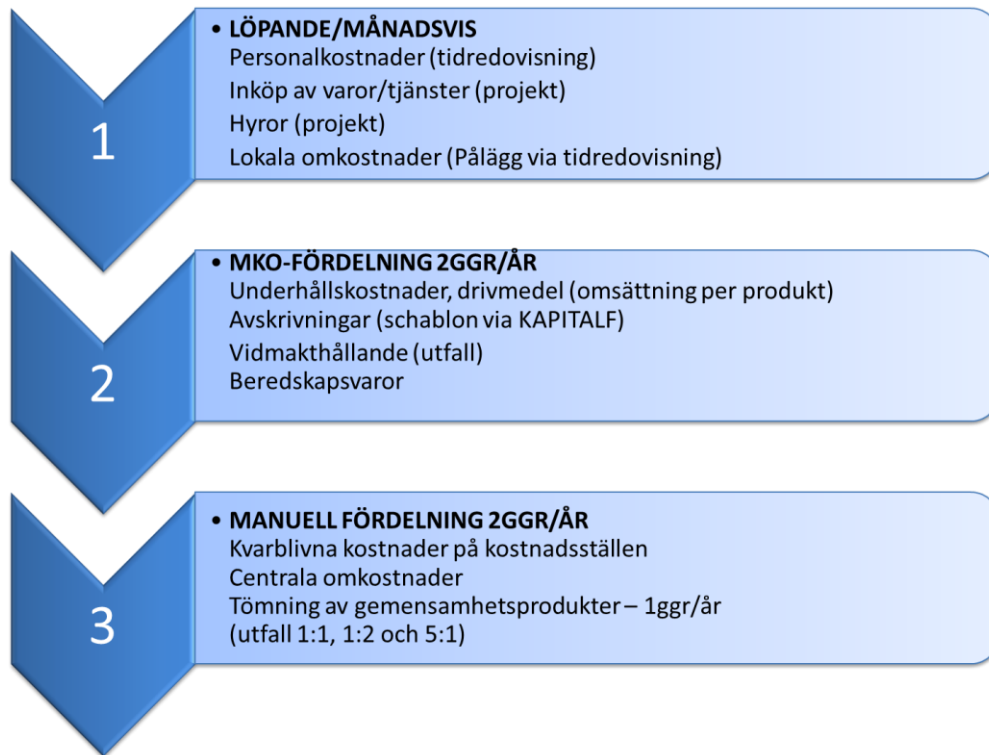 1
• LÖPANDE/MÅNADSVIS
Personalkostnader (tidredovisning)
Inköp av varor/tjänster (projekt)
Hyror (projekt)
Lokala omkostnader (Pålägg via tidredovisning)
2
• MKO-FÖRDELNING 2GGR/ÅR
Underhållskostnader, drivmedel (omsättning per produkt)
Avskrivningar (schablon via KAPITALF)
Vidmakthållande (utfall)
Beredskapsvaror
3
• MANUELL FÖRDELNING 2GGR/ÅR
Kvarblivna kostnader på kostnadsställen
Centrala omkostnader
Tömning av gemensamhetsprodukter – 1ggr/år
(utfall 1:1, 1:2 och 5:1)